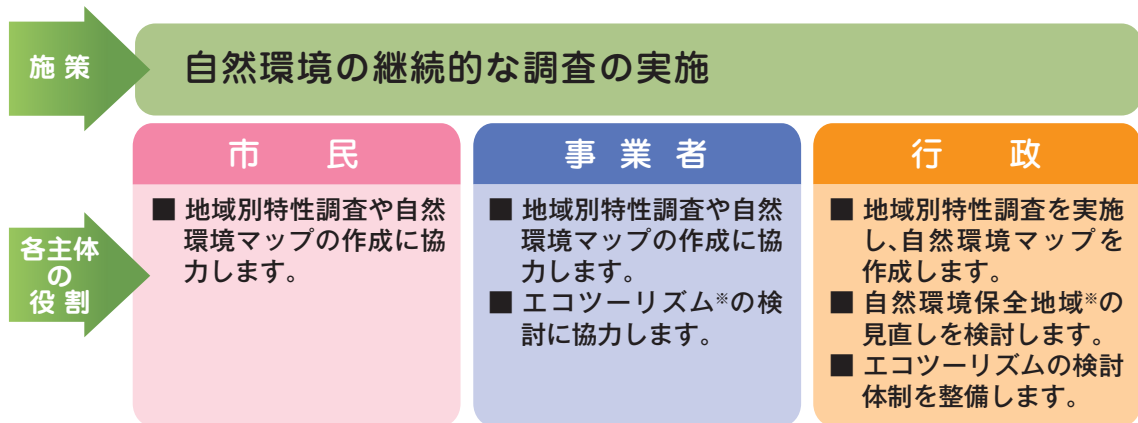 施策
自然環境の継続的な調査の実施
各主体
の
役割
市民
■ 地域別特性調査や自然
環境マップの作成に協
力します。
事業者
■ 地域別特性調査や自然
環境マップの作成に協
力します。
■ エコツーリズム※の検
討に協力します。
行政
■ 地域別特性調査を実施
し、自然環境マップを
作成します。
■ 自然環境保全地域※の
見直しを検討します。
■ エコツーリズムの検討
体制を整備します。